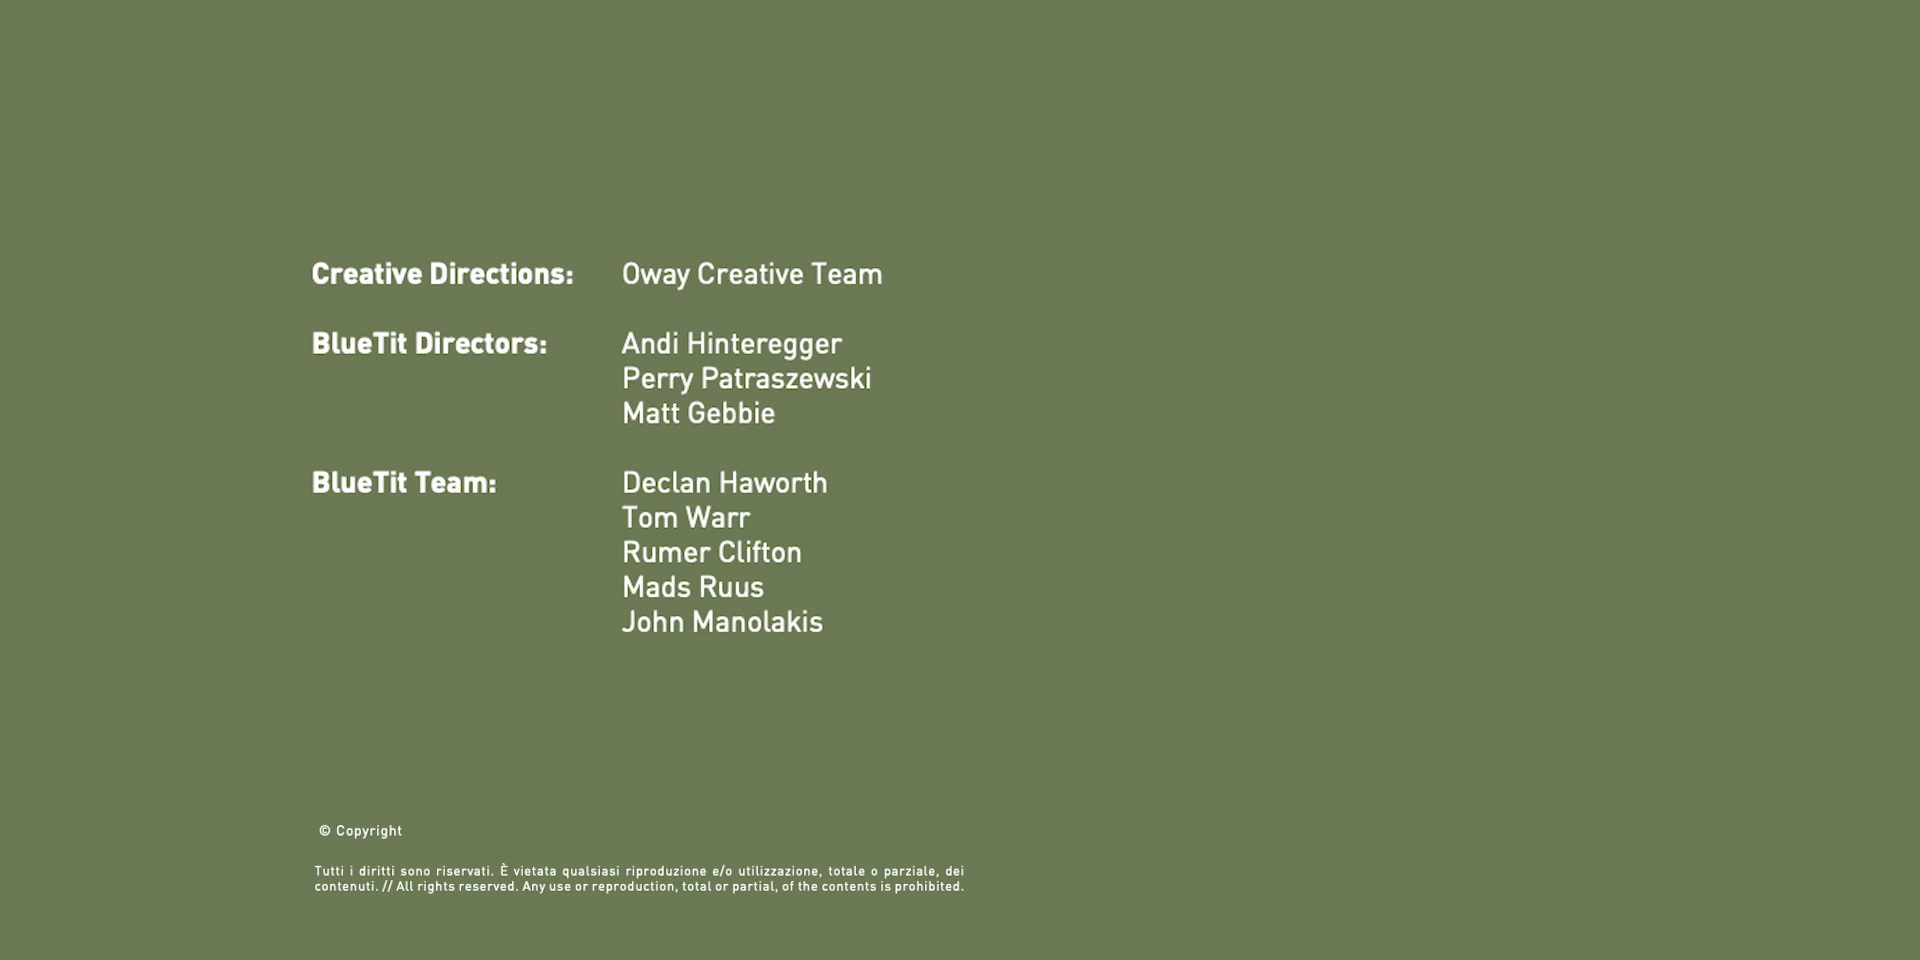 Creative Directions: Oway Creative Team
BlueTit Directors: Andi Hinteregger
Perry Patraszewski
Matt Gebbie
BlueTit Team: Declan Haworth
Tom Warr
Rumer Clifton
Mads Ruus
John Manolakis
© Copyright
Tutti i diritti sono riservati. È vietata qualsiasi riproduzione e/o utilizzazione, totale o parziale, dei
contenuti. // All rights reserved. Any use or reproduction, total or partial, of the contents is prohibited.